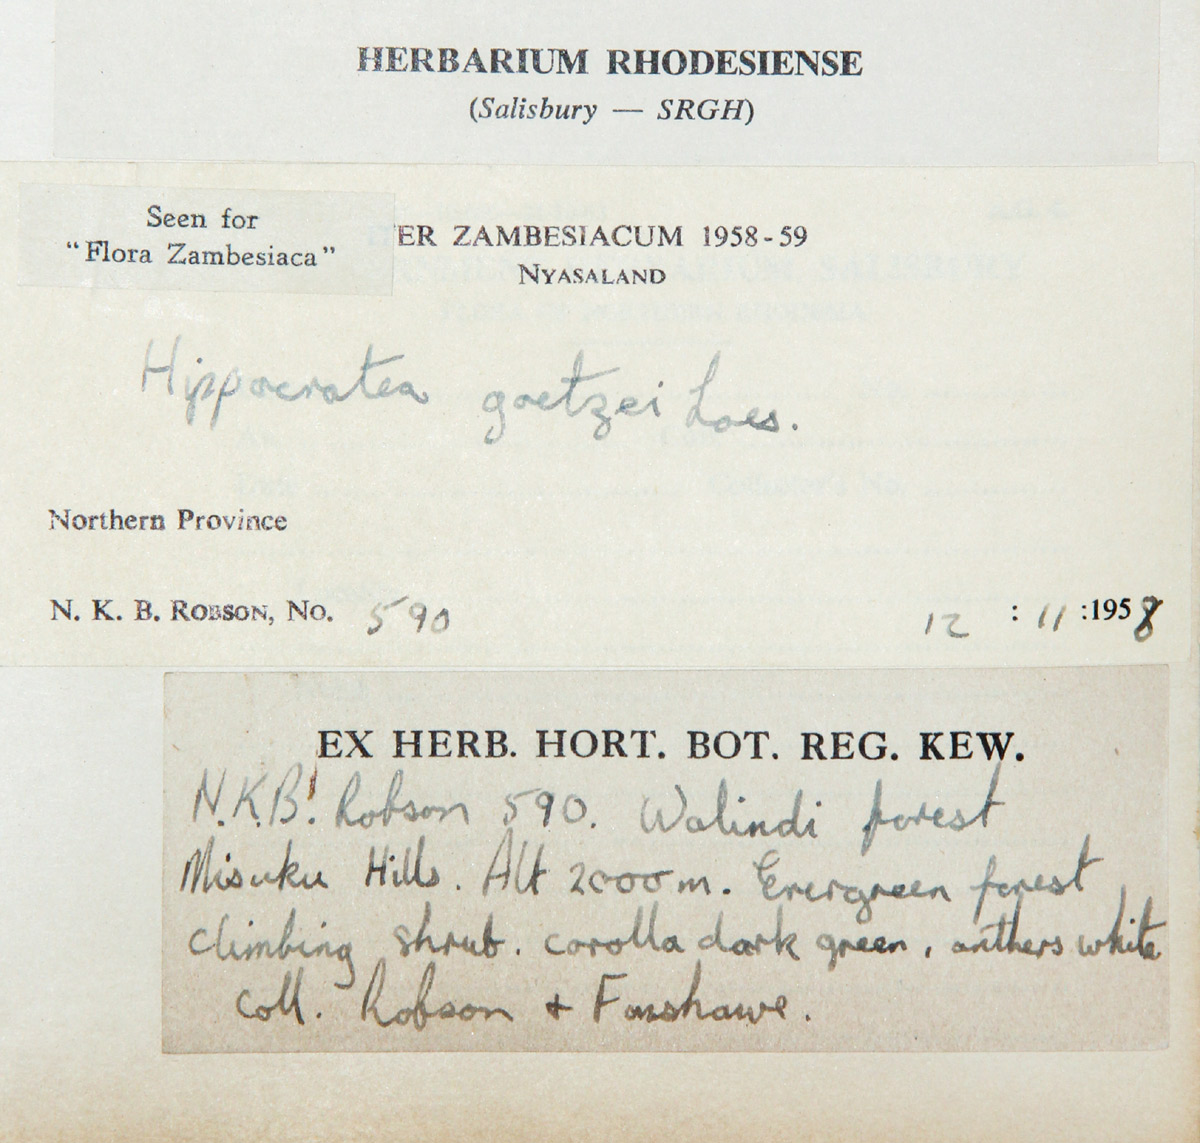 HERBARIUM RHODESIENSE
(Salisbury — SRGH)
Seen for
"Flora Zambesiaca"
ER ZAMBESIACUM 1958-59
NYASALAND
Hippocratea goetzei Loes.
Northern Province
N. K. B. ROBSON, No. 590 12 : 11 :1958
EX HERB. HORT. BOT. REG. KEW.
N.K.B. Robson 590. Walindi forest
Misuku Hills. Alt 2000m. Evergreen forest
climbing shrub. corolla dark green, anthers white
coll. Robson + Fanshawe.